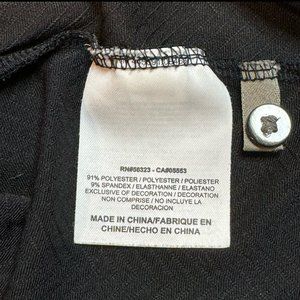 RN#56323 - CA#05553
91% POLYESTER / POLYESTER / POLIESTER
9% SPANDEX / ELASTHANNE / ELASTANO
EXCLUSIVE OF DECORATION / DECORATION
NON COMPRISE / NO INCLUYE LA
DECORACION
MADE IN CHINA/FABRIQUE EN
CHINE/HECHO EN CHINA